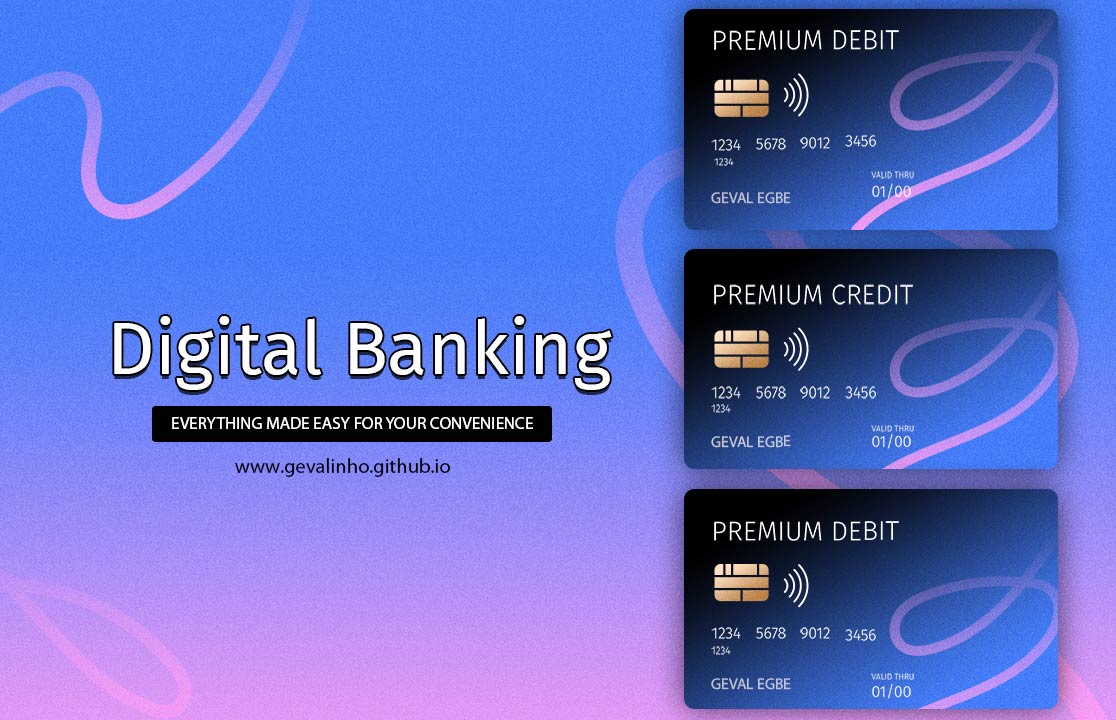 Digital Banking
EVERYTHING MADE EASY FOR YOUR CONVENIENCE
www.gevalinho.github.io
PREMIUM DEBIT
1234 5678 9012 3456
1234
VALID THRU
01/00
GEVAL EGBE
PREMIUM CREDIT
1234 5678 9012 3456
1234
VALID THRU
01/00
GEVAL EGBE
PREMIUM DEBIT
1234 5678 9012 3456
1234
VALID THRU
01/00
GEVAL EGBE